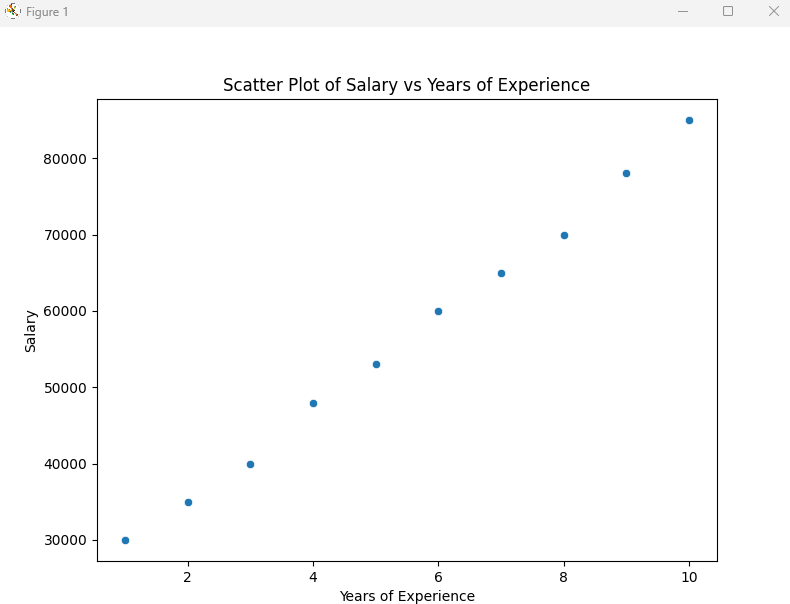 Figure 1
Scatter Plot of Salary vs Years of Experience
80000
70000
60000
50000
40000
30000
Salary
2 4 6 8 10
Years of Experience